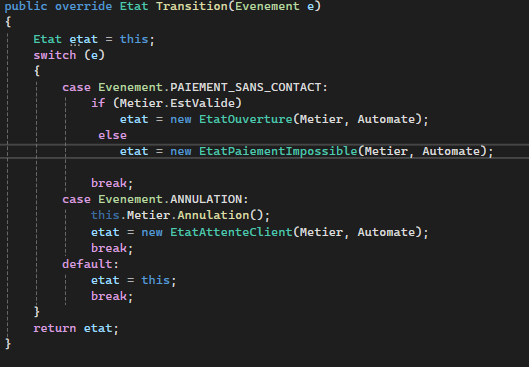 public override Etat Transition(Evenement e)
{
    Etat etat = this;
    switch (e)
    {
        case Evenement.PAIEMENT_SANS_CONTACT:
            if (Metier.EstValide)
                etat = new EtatOuverture(Metier, Automate);
             else
                etat = new EtatPaiementImpossible(Metier, Automate);
            break;
        case Evenement.ANNULATION:
            this.Metier.Annulation();
            etat = new EtatAttenteClient(Metier, Automate);
            break;
        default:
            etat = this;
            break;
    }
    return etat;
}